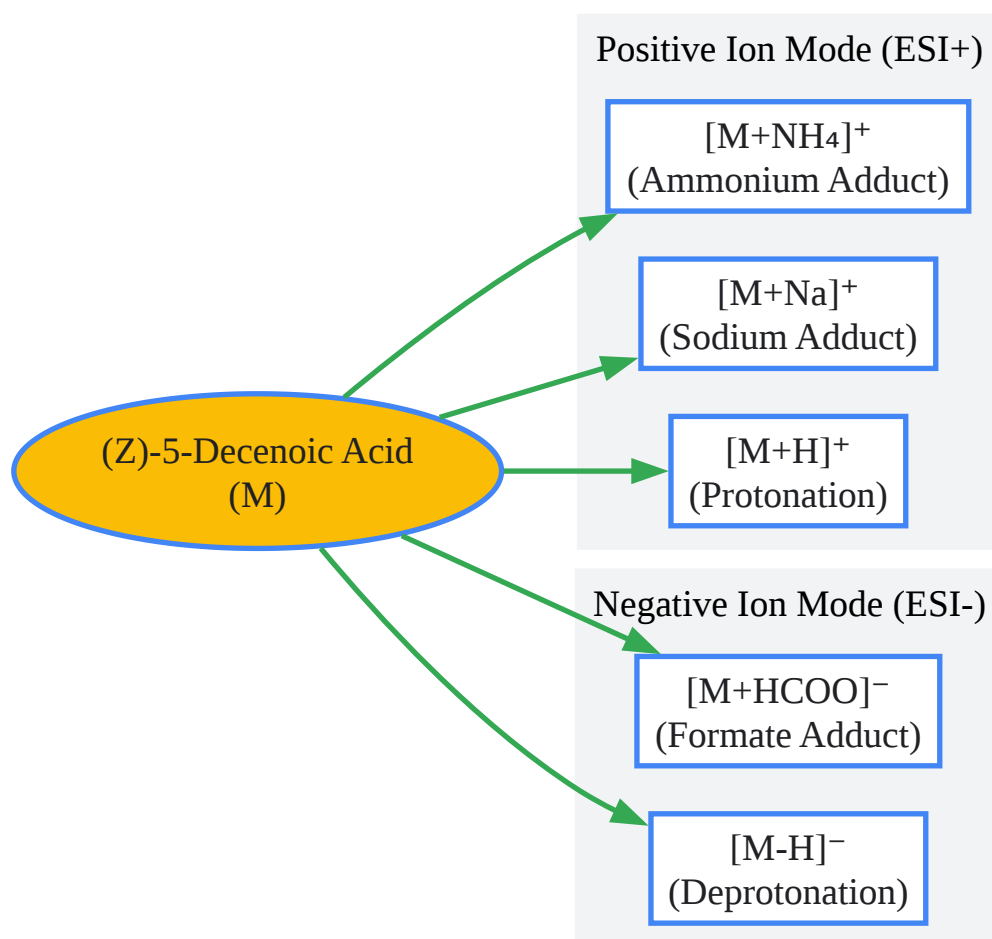 Positive Ion Mode (ESI+)
[M+NH₄]⁺
(Ammonium Adduct)
[M+Na]⁺
(Sodium Adduct)
(Z)-5-Decenoic Acid
(M)
[M+H]⁺
(Protonation)
Negative Ion Mode (ESI-)
[M+HCOO]⁻
(Formate Adduct)
[M-H]⁻
(Deprotonation)